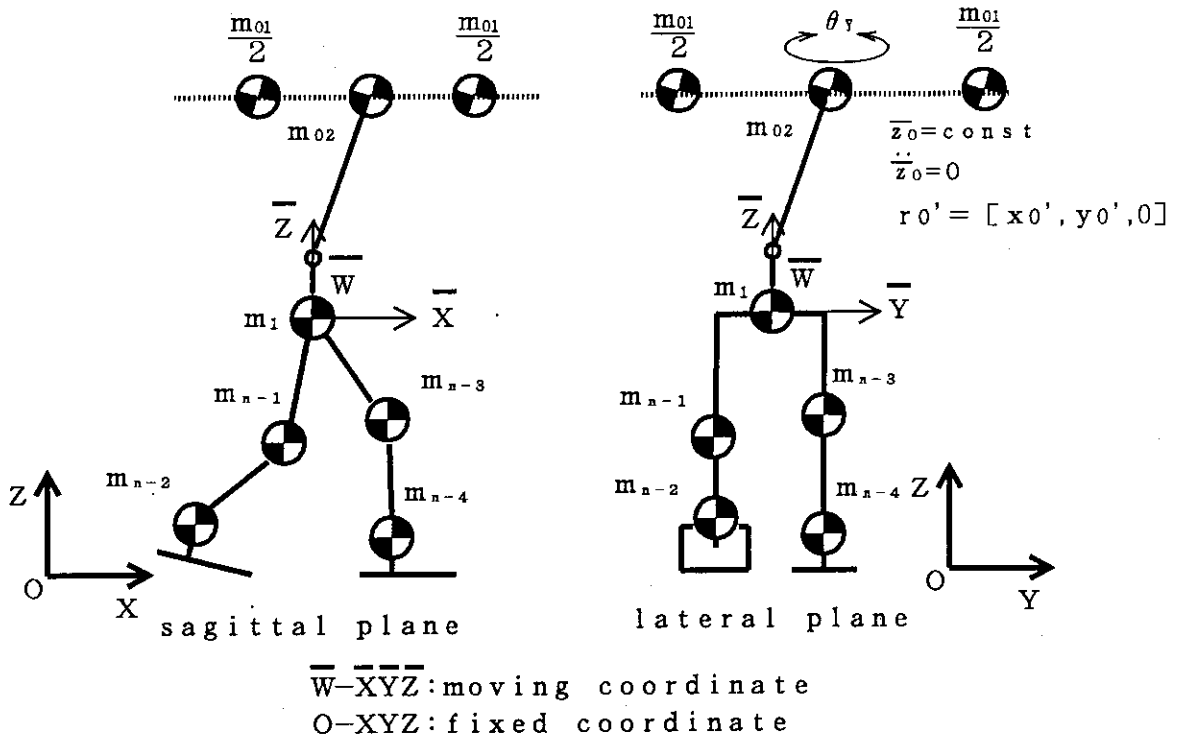 m01/2 m01/2 m01/2 θY m01/2
m02 m02 z̄0=const
z̄̈0=0
r0'=[x0',y0',0]
Z̄ Z̄
W̄ W̄
m1 X̄ m1 Ȳ
mn-1 mn-3 mn-1 mn-3
mn-2 mn-4 mn-2 mn-4
Z Z
O X O Y
sagittal plane lateral plane
W̄-X̄ȲZ̄:moving coordinate
O-XYZ:fixed coordinate